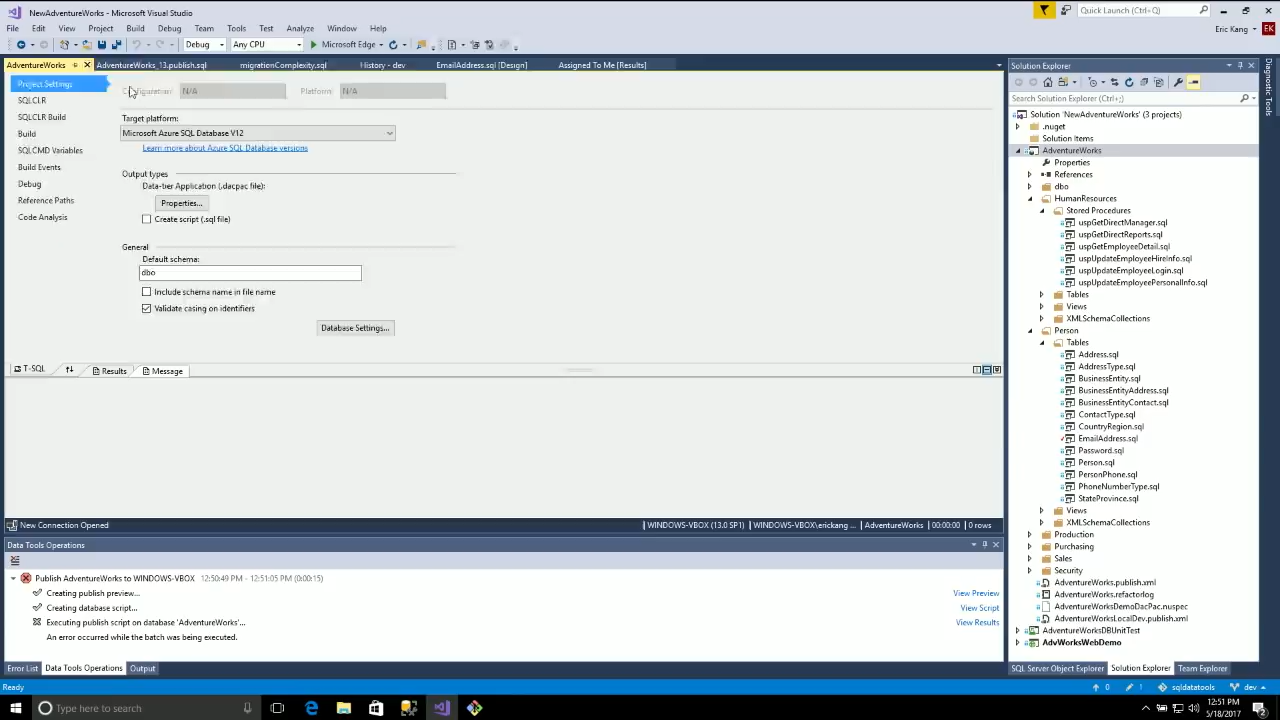 NewAdventureWorks - Microsoft Visual Studio
Quick Launch (Ctrl+Q)
File Edit View Project Build Debug Team Tools Test Analyze Window Help
Eric Kang EK
Debug Any CPU Microsoft Edge
AdventureWorks AdventureWorks_13.publish.sql migrationComplexity.sql History - dev EmailAddress.sql [Design] Assigned To Me [Results]
Project Settings
SQLCLR
SQLCLR Build
Build
SQLCMD Variables
Build Events
Debug
Reference Paths
Code Analysis
Configuration: N/A Platform: N/A
Target platform:
Microsoft Azure SQL Database V12
Learn more about Azure SQL Database versions
Output types
Data-tier Application (.dacpac file):
Properties...
Create script (.sql file)
General
Default schema:
dbo
Include schema name in file name
Validate casing on identifiers
Database Settings...
T-SQL Results Message
New Connection Opened WINDOWS-VBOX (13.0 SP1) WINDOWS-VBOX\erickang ... AdventureWorks 00:00:00 0 rows
Data Tools Operations
Publish AdventureWorks to WINDOWS-VBOX 12:50:49 PM - 12:51:05 PM (0:00:15)
Creating publish preview... View Preview
Creating database script... View Script
Executing publish script on database 'AdventureWorks'... View Results
An error occurred while the batch was being executed.
Error List Data Tools Operations Output
Solution Explorer
Search Solution Explorer (Ctrl+;)
Solution 'NewAdventureWorks' (3 projects)
.nuget
Solution Items
AdventureWorks
Properties
References
dbo
HumanResources
Stored Procedures
uspGetDirectManager.sql
uspGetDirectReports.sql
uspGetEmployeeDetail.sql
uspUpdateEmployeeHireInfo.sql
uspUpdateEmployeeLogin.sql
uspUpdateEmployeePersonalInfo.sql
Tables
Views
XMLSchemaCollections
Person
Tables
Address.sql
AddressType.sql
BusinessEntity.sql
BusinessEntityAddress.sql
BusinessEntityContact.sql
ContactType.sql
CountryRegion.sql
EmailAddress.sql
Password.sql
Person.sql
PersonPhone.sql
PhoneNumberType.sql
StateProvince.sql
Views
XMLSchemaCollections
Production
Purchasing
Sales
Security
AdventureWorks.publish.xml
AdventureWorks.refactorlog
AdventureWorksDemoDacPac.nuspec
AdventureWorksLocalDev.publish.xml
AdventureWorksDBUnitTest
AdvWorksWebDemo
SQL Server Object Explorer Solution Explorer Team Explorer
Diagnostic Tools
Ready 0 1 sqldatatools dev
Type here to search
12:51 PM
5/18/2017
2